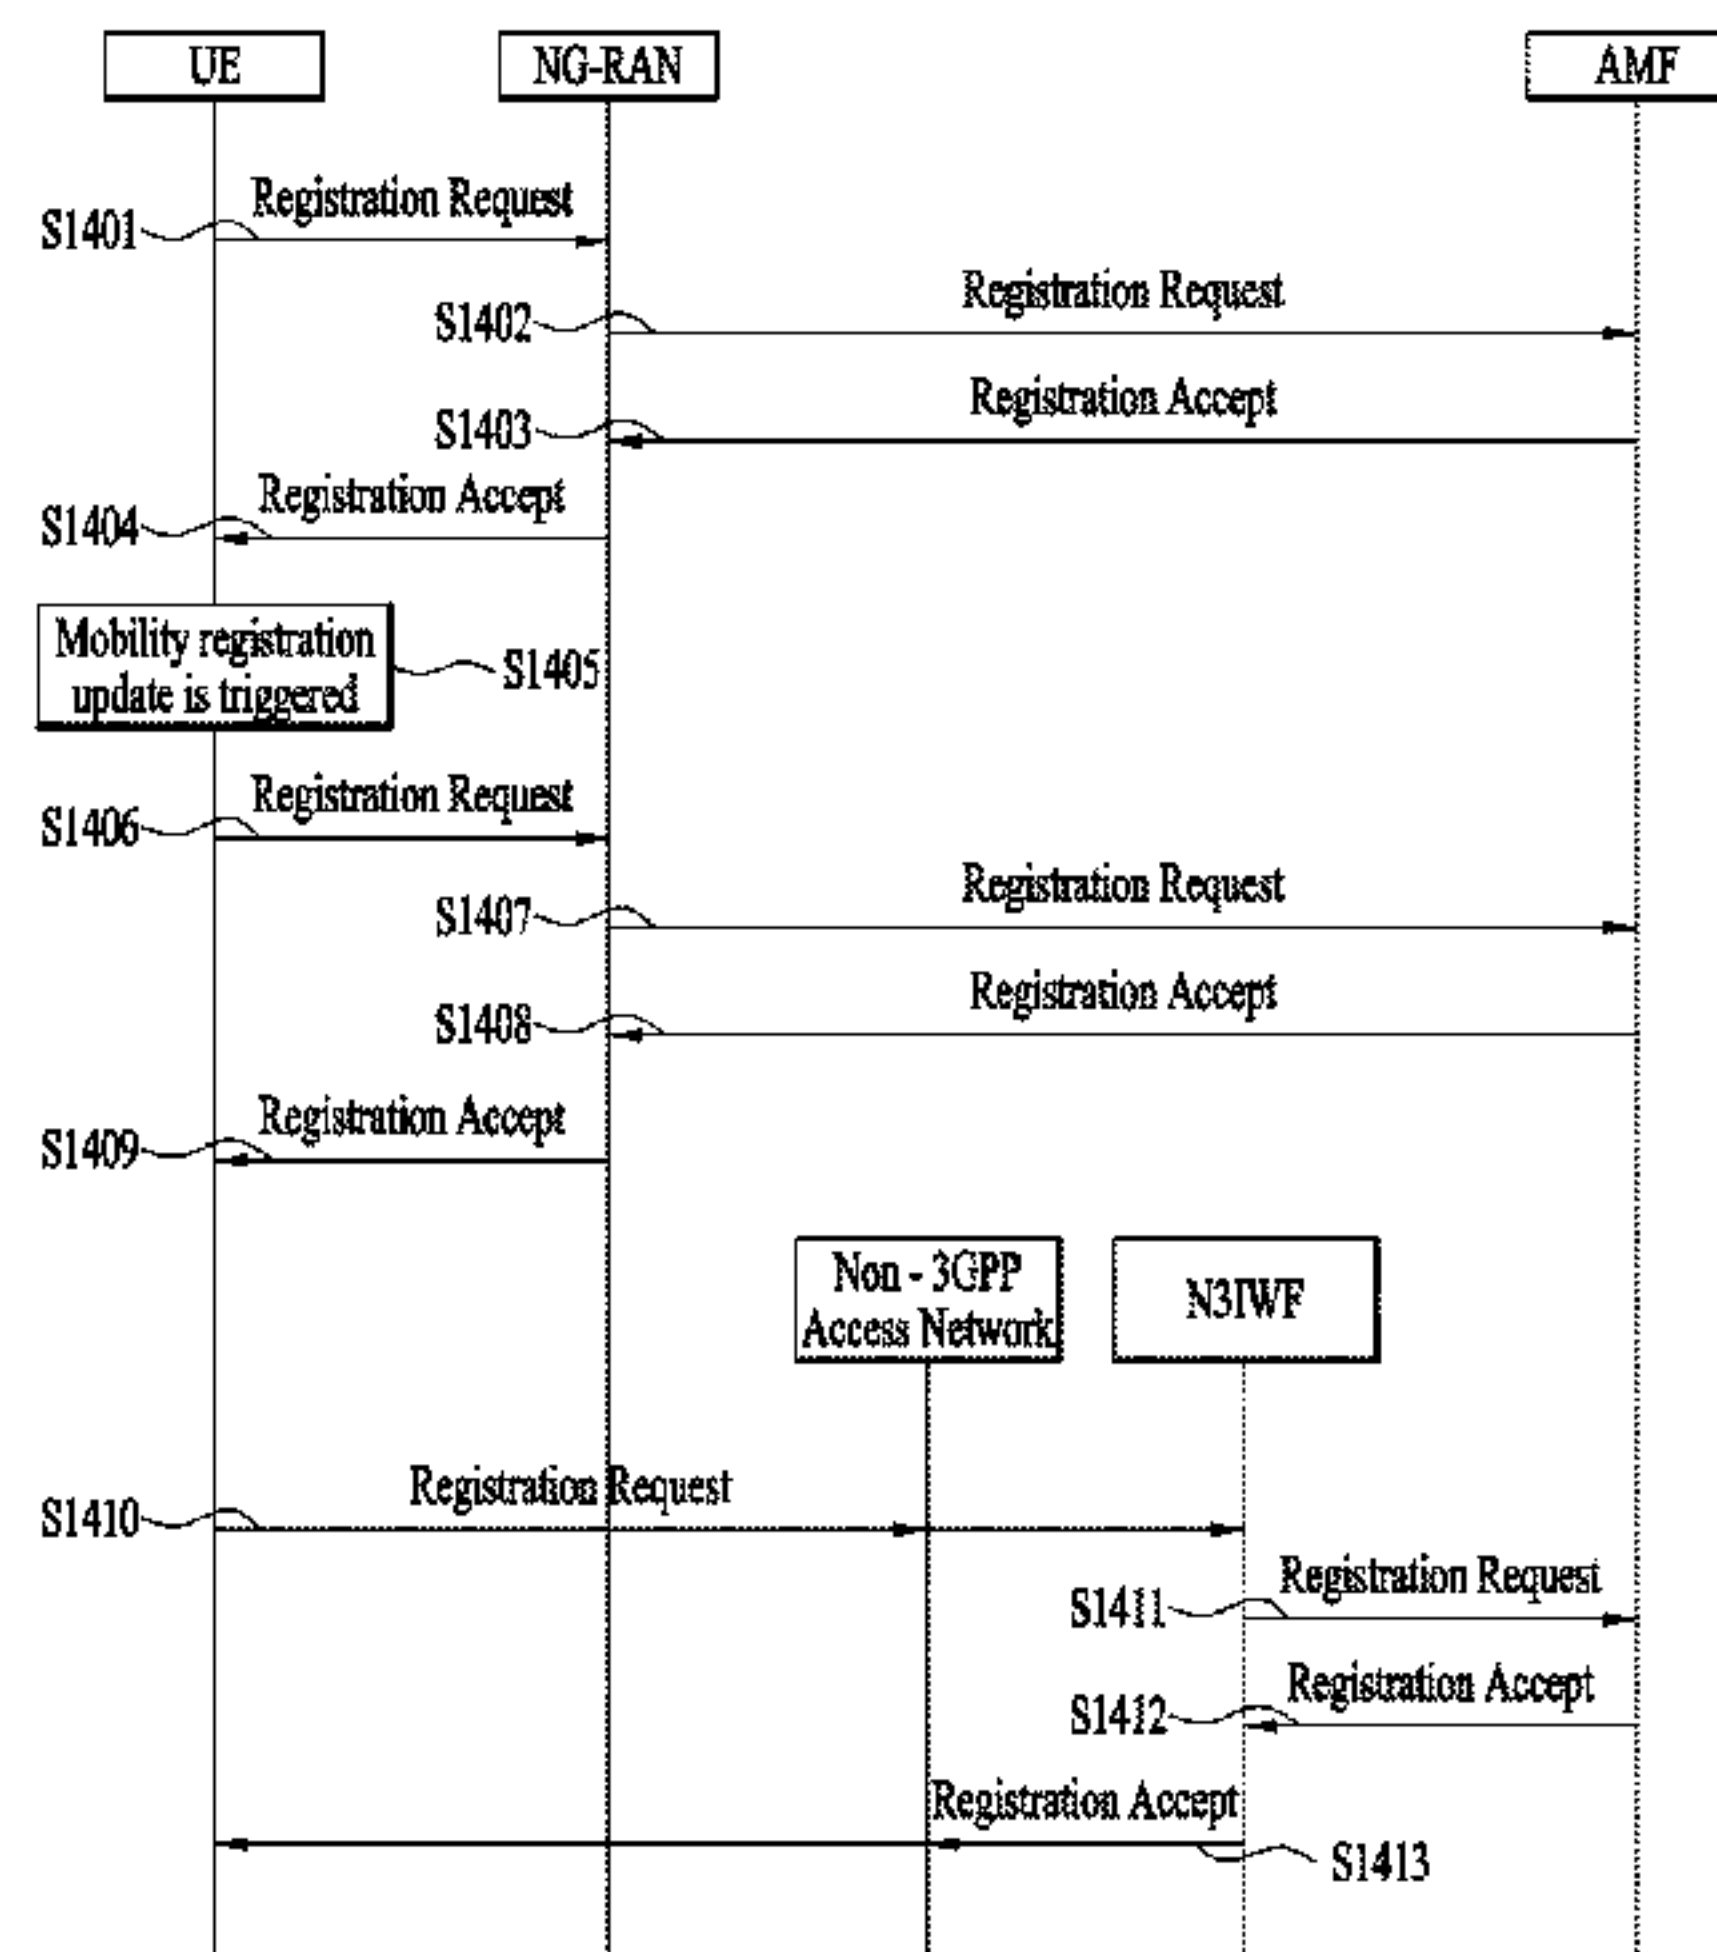 UE
NG-RAN
AMF
Registration Request
S1401
Registration Request
S1402
Registration Accept
S1403
Registration Accept
S1404
Mobility registration
update is triggered
S1405
Registration Request
S1406
Registration Request
S1407
Registration Accept
S1408
Registration Accept
S1409
Non - 3GPP
Access Network
N3IWF
Registration Request
S1410
Registration Request
S1411
Registration Accept
S1412
Registration Accept
S1413